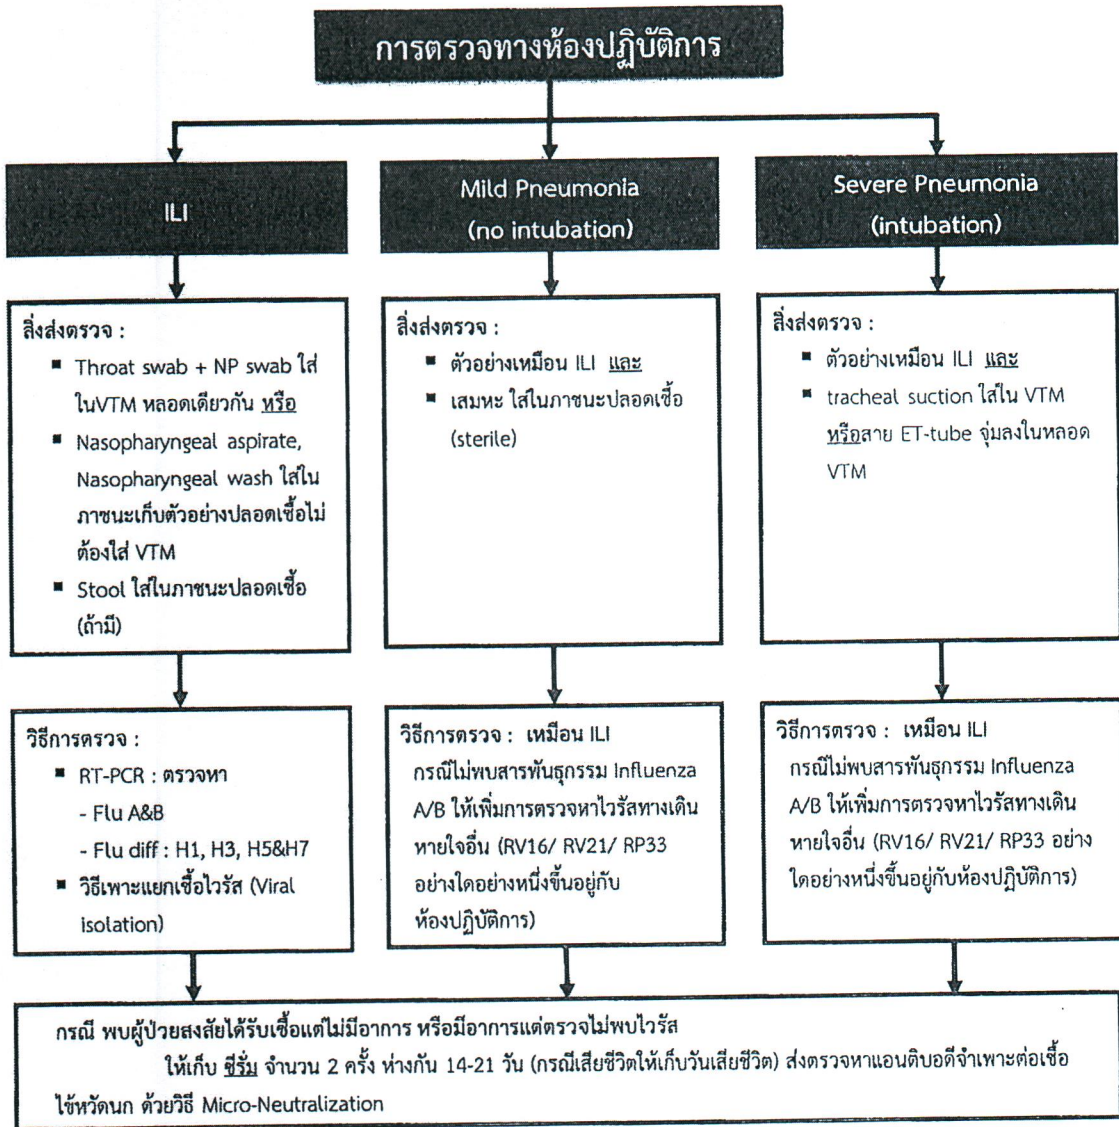 การตรวจทางห้องปฏิบัติการ
ILI
สิ่งส่งตรวจ :
▪ Throat swab + NP swab ใส่
ในVTM หลอดเดียวกัน หรือ
▪ Nasopharyngeal aspirate,
Nasopharyngeal wash ใส่ใน
ภาชนะเก็บตัวอย่างปลอดเชื้อไม่
ต้องใส่ VTM
▪ Stool ใส่ในภาชนะปลอดเชื้อ
(ถ้ามี)
วิธีการตรวจ :
▪ RT-PCR : ตรวจหา
- Flu A&B
- Flu diff : H1, H3, H5&H7
▪ วิธีเพาะแยกเชื้อไวรัส (Viral
isolation)
Mild Pneumonia
(no intubation)
สิ่งส่งตรวจ :
▪ ตัวอย่างเหมือน ILI และ
▪ เสมหะ ใส่ในภาชนะปลอดเชื้อ
(sterile)
วิธีการตรวจ : เหมือน ILI
กรณีไม่พบสารพันธุกรรม Influenza
A/B ให้เพิ่มการตรวจหาไวรัสทางเดิน
หายใจอื่น (RV16/ RV21/ RP33
อย่างใดอย่างหนึ่งขึ้นอยู่กับ
ห้องปฏิบัติการ)
Severe Pneumonia
(intubation)
สิ่งส่งตรวจ :
▪ ตัวอย่างเหมือน ILI และ
▪ tracheal suction ใส่ใน VTM
หรือสาย ET-tube จุ่มลงในหลอด
VTM
วิธีการตรวจ : เหมือน ILI
กรณีไม่พบสารพันธุกรรม Influenza
A/B ให้เพิ่มการตรวจหาไวรัสทางเดิน
หายใจอื่น (RV16/ RV21/ RP33 อย่าง
ใดอย่างหนึ่งขึ้นอยู่กับห้องปฏิบัติการ)
กรณี พบผู้ป่วยสงสัยได้รับเชื้อแต่ไม่มีอาการ หรือมีอาการแต่ตรวจไม่พบไวรัส
ให้เก็บ ซีรั่ม จำนวน 2 ครั้ง ห่างกัน 14-21 วัน (กรณีเสียชีวิตให้เก็บวันเสียชีวิต) ส่งตรวจหาแอนติบอดีจำเพาะต่อเชื้อ
ไข้หวัดนก ด้วยวิธี Micro-Neutralization